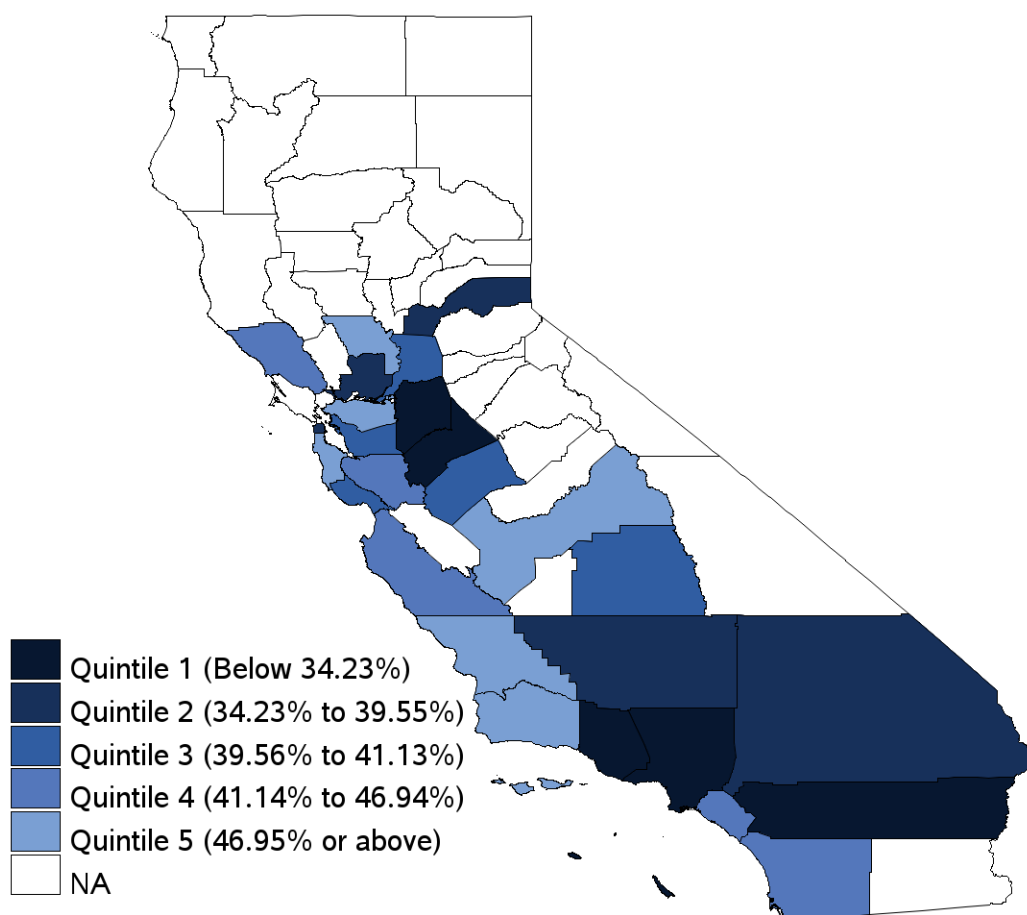 Quintile 1 (Below 34.23%)
Quintile 2 (34.23% to 39.55%)
Quintile 3 (39.56% to 41.13%)
Quintile 4 (41.14% to 46.94%)
Quintile 5 (46.95% or above)
NA